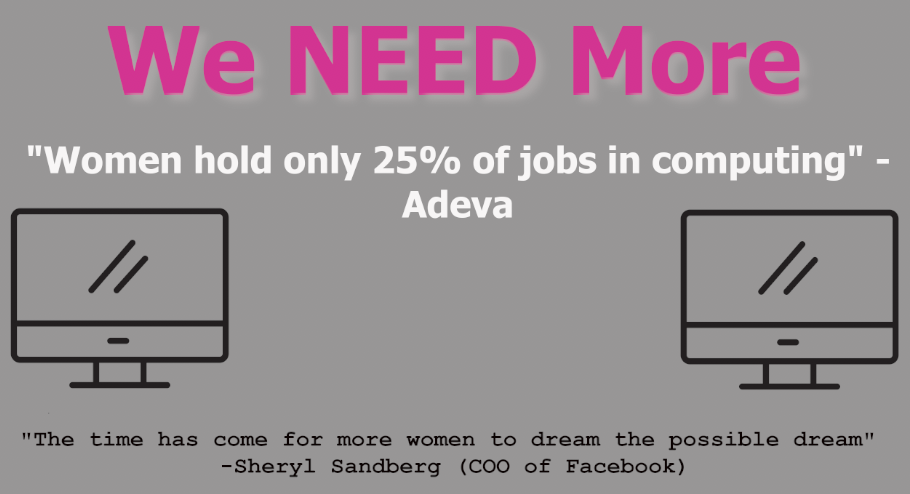 We NEED More
"Women hold only 25% of jobs in computing" -
Adeva
"The time has come for more women to dream the possible dream"
-Sheryl Sandberg (COO of Facebook)